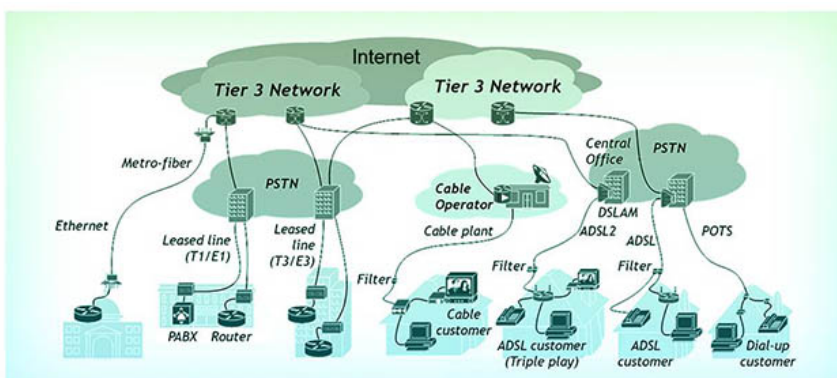 Internet
Tier 3 Network
Tier 3 Network
Metro-fiber
Central
Office
PSTN
PSTN
Cable
Operator
DSLAM
Ethernet
Leased line
(T1/E1)
Leased
line
(T3/E3)
Cable plant
ADSL2
ADSL
POTS
Filter
Filter
Filter
PABX
Router
Cable
customer
ADSL customer
(Triple play)
ADSL
customer
Dial-up
customer